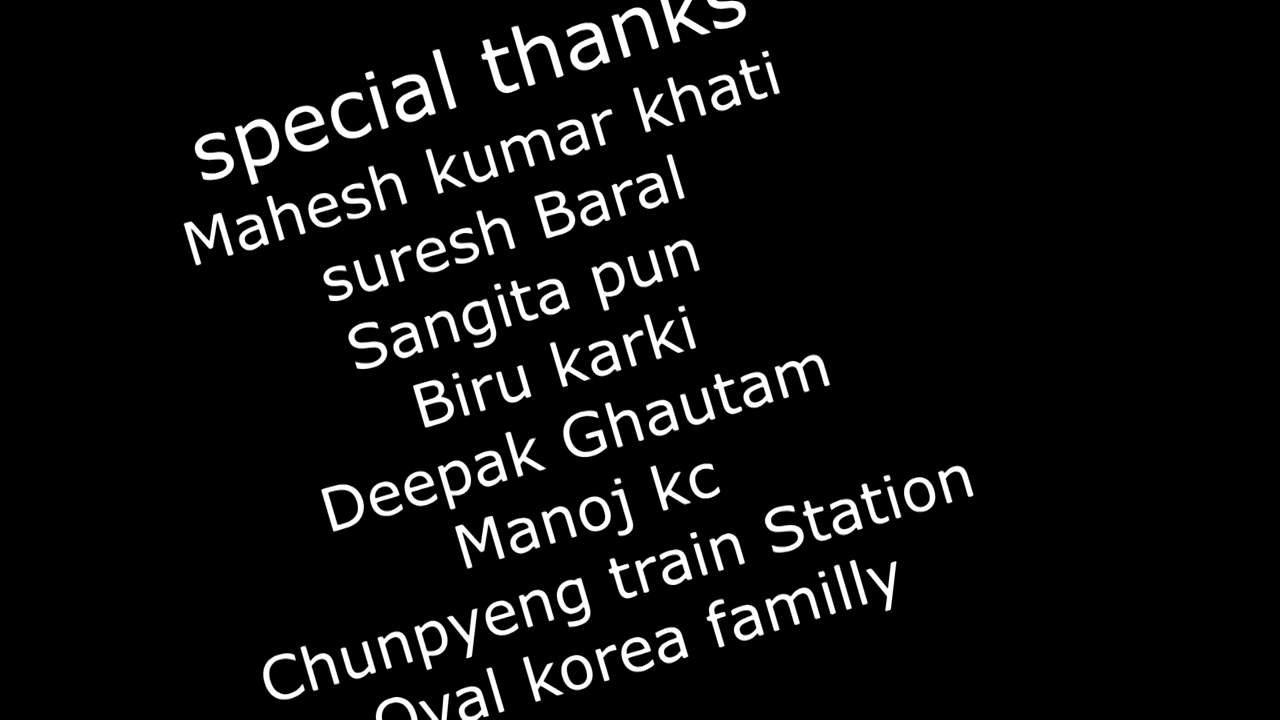 special thanks
Mahesh kumar khati
suresh Baral
Sangita pun
Biru karki
Deepak Ghautam
Manoj kc
Chunpyeng train Station
Oval korea familly